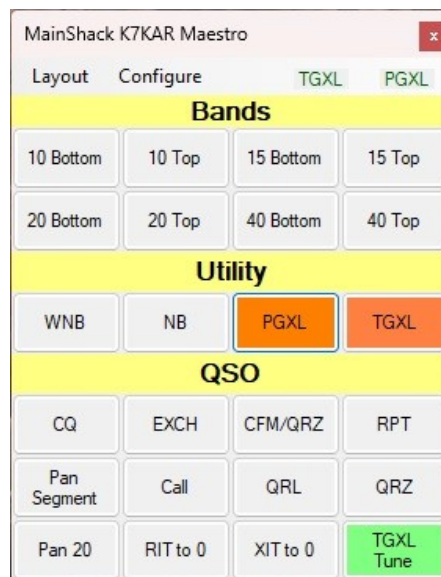 MainShack K7KAR Maestro x
Layout Configure TGXL PGXL
Bands
10 Bottom 10 Top 15 Bottom 15 Top
20 Bottom 20 Top 40 Bottom 40 Top
Utility
WNB NB PGXL TGXL
QSO
CQ EXCH CFM/QRZ RPT
Pan
Segment Call QRL QRZ
Pan 20 RIT to 0 XIT to 0 TGXL
Tune